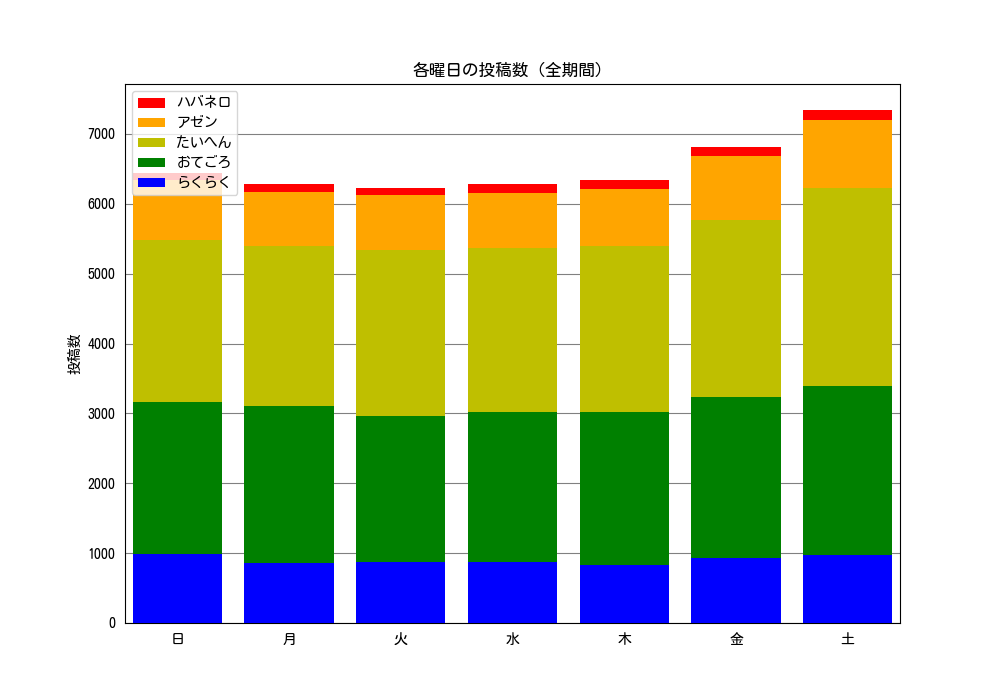 各曜日の投稿数（全期間）
ハバネロ
アゼン
たいへん
おてごろ
らくらく
投稿数
7000
6000
5000
4000
3000
2000
1000
0
日 月 火 水 木 金 土